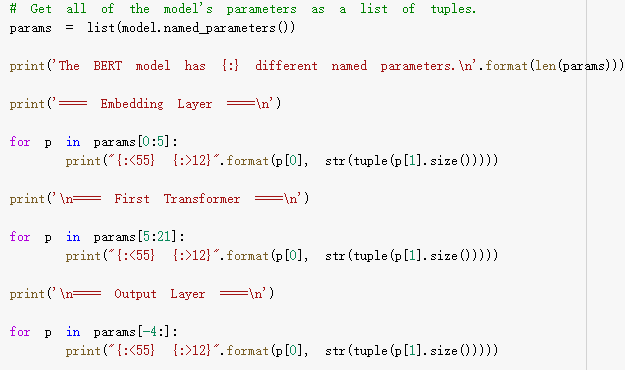 # Get all of the model's parameters as a list of tuples.
params = list(model.named_parameters())
print('The BERT model has {:} different named parameters.\n'.format(len(params)))
print('==== Embedding Layer ====\n')
for p in params[0:5]:
    print("{:<55} {:>12}".format(p[0], str(tuple(p[1].size()))))
print('\n==== First Transformer ====\n')
for p in params[5:21]:
    print("{:<55} {:>12}".format(p[0], str(tuple(p[1].size()))))
print('\n==== Output Layer ====\n')
for p in params[-4:]:
    print("{:<55} {:>12}".format(p[0], str(tuple(p[1].size()))))